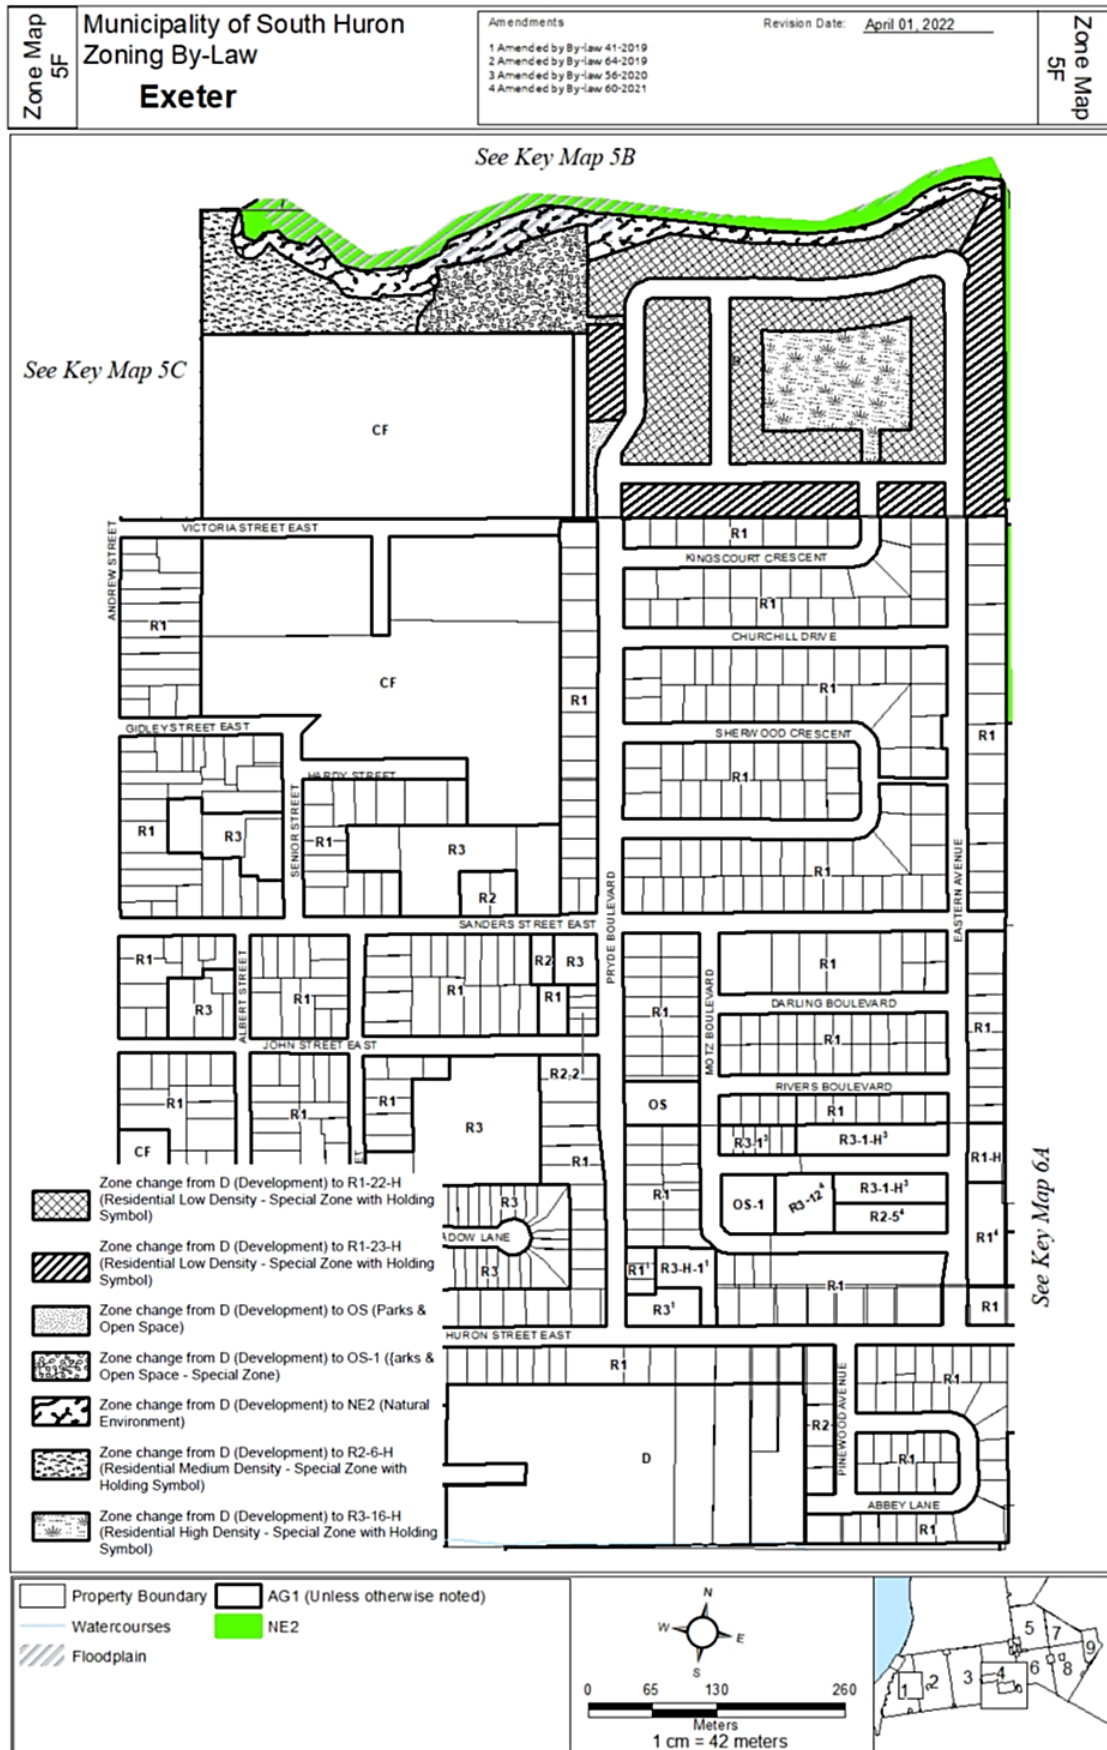 Zone Map
5F
Municipality of South Huron
Zoning By-Law
Exeter
Amendments
1 Amended by By-law 41-2019
2 Amended by By-law 64-2019
3 Amended by By-law 56-2020
4 Amended by By-law 60-2021
Revision Date: April 01, 2022
Zone Map
5F
See Key Map 5B
See Key Map 5C
CF
VICTORIA STREET EAST
ANDREW STREET
R1
KINGSCOURT CRESCENT
R1
R1
CHURCHILL DRIVE
CF
R1
R1
GIDLEY STREET EAST
SHERWOOD CRESCENT
R1
HARDY STREET
R1
SENIOR STREET
R1
R3
R1
R3
R1
R2
EASTERN AVENUE
PRYDE BOULEVARD
SANDERS STREET EAST
R1
R3
ALBERT STREET
R1
R1
R2
R3
R1
R1
MOTZ BOULEVARD
R1
DARLING BOULEVARD
R1
R1
JOHN STREET EAST
R2-2
RIVERS BOULEVARD
R1
R1
R1
R3
OS
R1
CF
R1
R3-1³
R3-1-H³
R1-H
R1
OS-1
R3-12⁴
R3-1-H³
R2-5⁴
R1⁴
See Key Map 6A
R3
ADOW LANE
R3
R1¹
R3-H-1¹
R3¹
R1
R1
HURON STREET EAST
R1
R1
R2
PINEWOOD AVENUE
R1
D
ABBEY LANE
R1
Zone change from D (Development) to R1-22-H
(Residential Low Density - Special Zone with Holding
Symbol)
Zone change from D (Development) to R1-23-H
(Residential Low Density - Special Zone with Holding
Symbol)
Zone change from D (Development) to OS (Parks &
Open Space)
Zone change from D (Development) to OS-1 ((arks &
Open Space - Special Zone)
Zone change from D (Development) to NE2 (Natural
Environment)
Zone change from D (Development) to R2-6-H
(Residential Medium Density - Special Zone with
Holding Symbol)
Zone change from D (Development) to R3-16-H
(Residential High Density - Special Zone with Holding
Symbol)
Property Boundary
AG1 (Unless otherwise noted)
Watercourses
NE2
Floodplain
N
W
E
S
0 65 130 260
Meters
1 cm = 42 meters
1
2
3
4
5
6
7
8
9